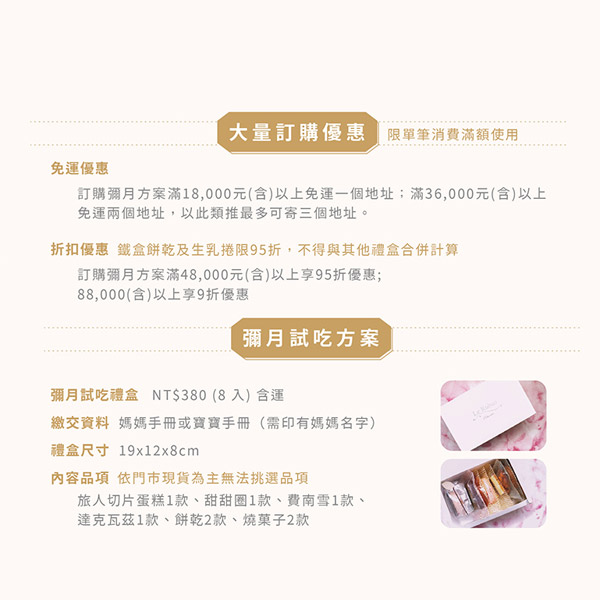 大量訂購優惠 限單筆消費滿額使用
免運優惠
訂購彌月方案滿18,000元(含)以上免運一個地址；滿36,000元(含)以上
免運兩個地址，以此類推最多可寄三個地址。
折扣優惠 鐵盒餅乾及生乳捲限95折，不得與其他禮盒合併計算
訂購彌月方案滿48,000元(含)以上享95折優惠;
88,000(含)以上享9折優惠
彌月試吃方案
彌月試吃禮盒 NT$380 (8 入) 含運
繳交資料 媽媽手冊或寶寶手冊（需印有媽媽名字）
禮盒尺寸 19x12x8cm
內容品項 依門市現貨為主無法挑選品項
旅人切片蛋糕1款、甜甜圈1款、費南雪1款、
達克瓦茲1款、餅乾2款、燒菓子2款